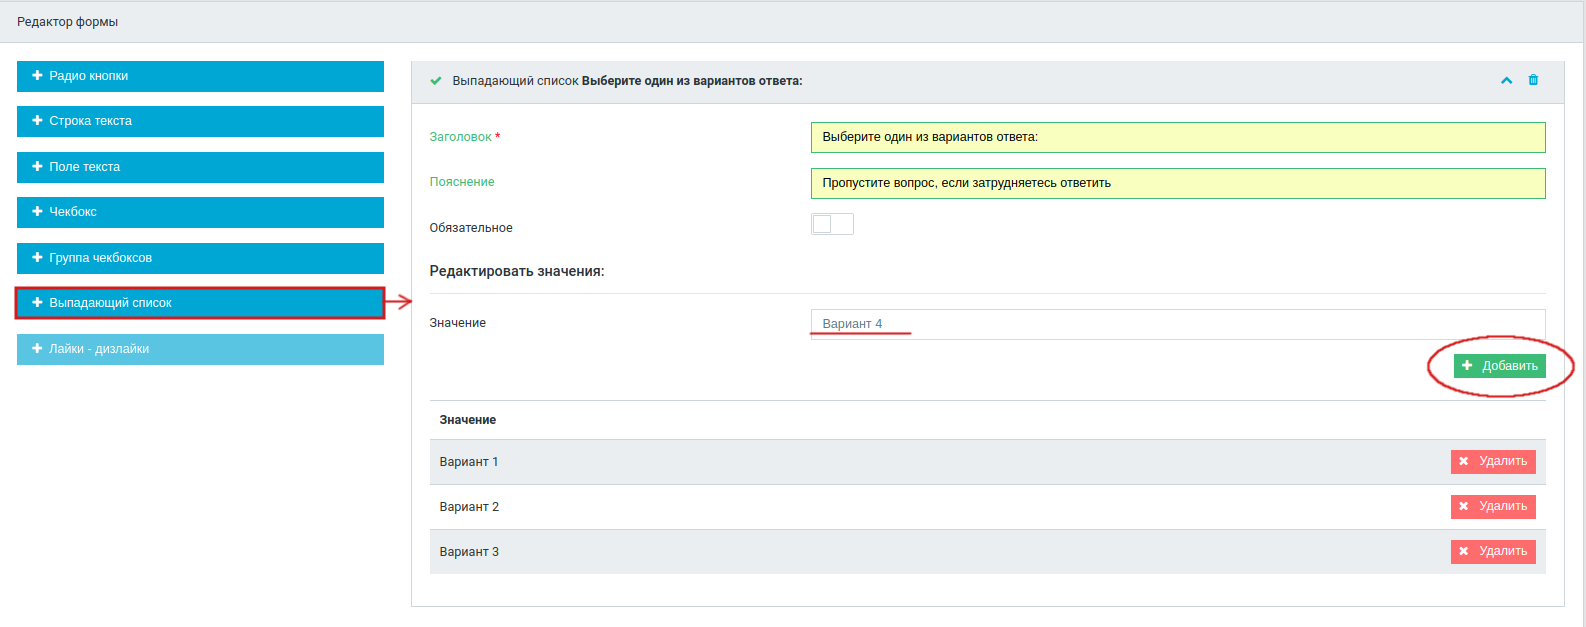 Редактор формы
Радио кнопки
Строка текста
Поле текста
Чекбокс
Группа чекбоксов
Выпадающий список
Лайки - дизлайки
Выпадающий список Выберите один из вариантов ответа:
Заголовок * Выберите один из вариантов ответа:
Пояснение Пропустите вопрос, если затрудняетесь ответить
Обязательное
Редактировать значения:
Значение Вариант 4
Добавить
Значение
Вариант 1 Удалить
Вариант 2 Удалить
Вариант 3 Удалить